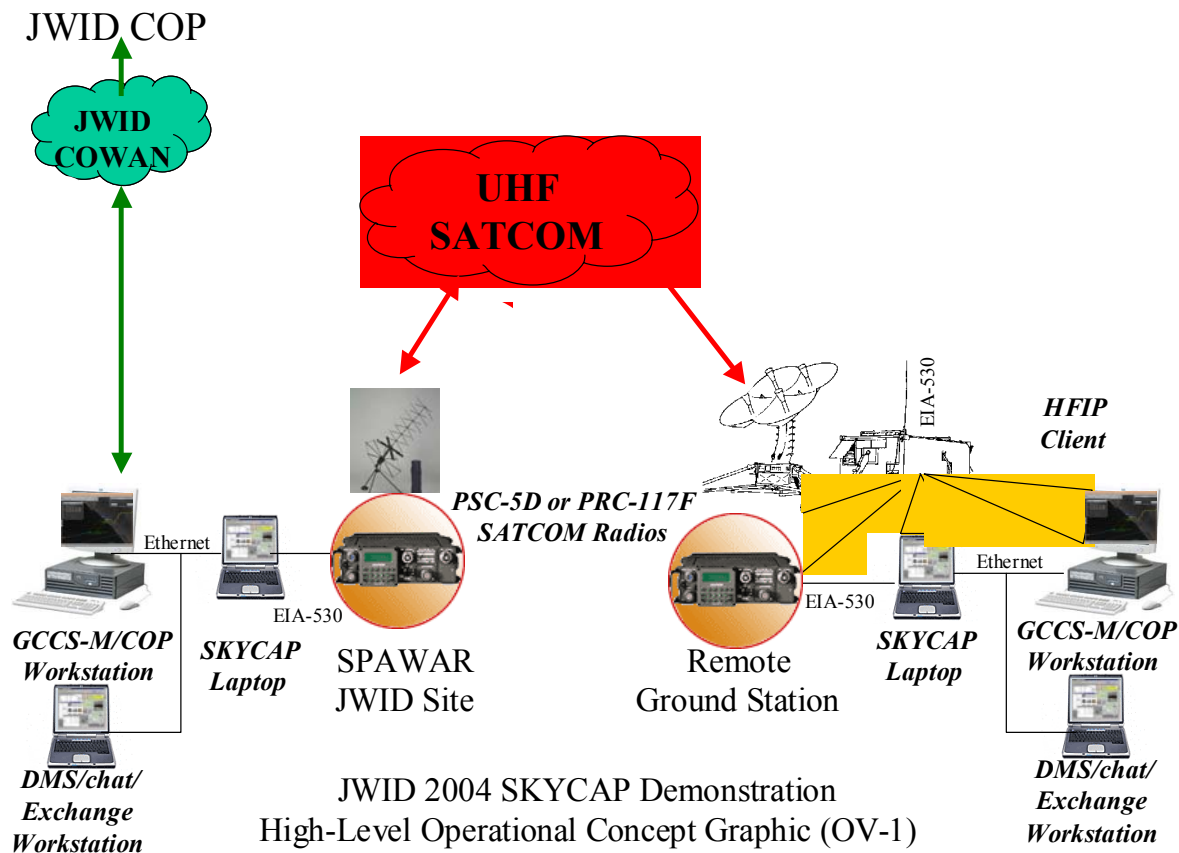 JWID COP
JWID
COWAN
UHF
SATCOM
EIA-530
HFIP
Client
PSC-5D or PRC-117F
SATCOM Radios
Ethernet
EIA-530
GCCS-M/COP
Workstation
SKYCAP
Laptop
SPAWAR
JWID Site
Remote
Ground Station
EIA-530
Ethernet
SKYCAP
Laptop
GCCS-M/COP
Workstation
DMS/chat/
Exchange
Workstation
DMS/chat/
Exchange
Workstation
JWID 2004 SKYCAP Demonstration
High-Level Operational Concept Graphic (OV-1)